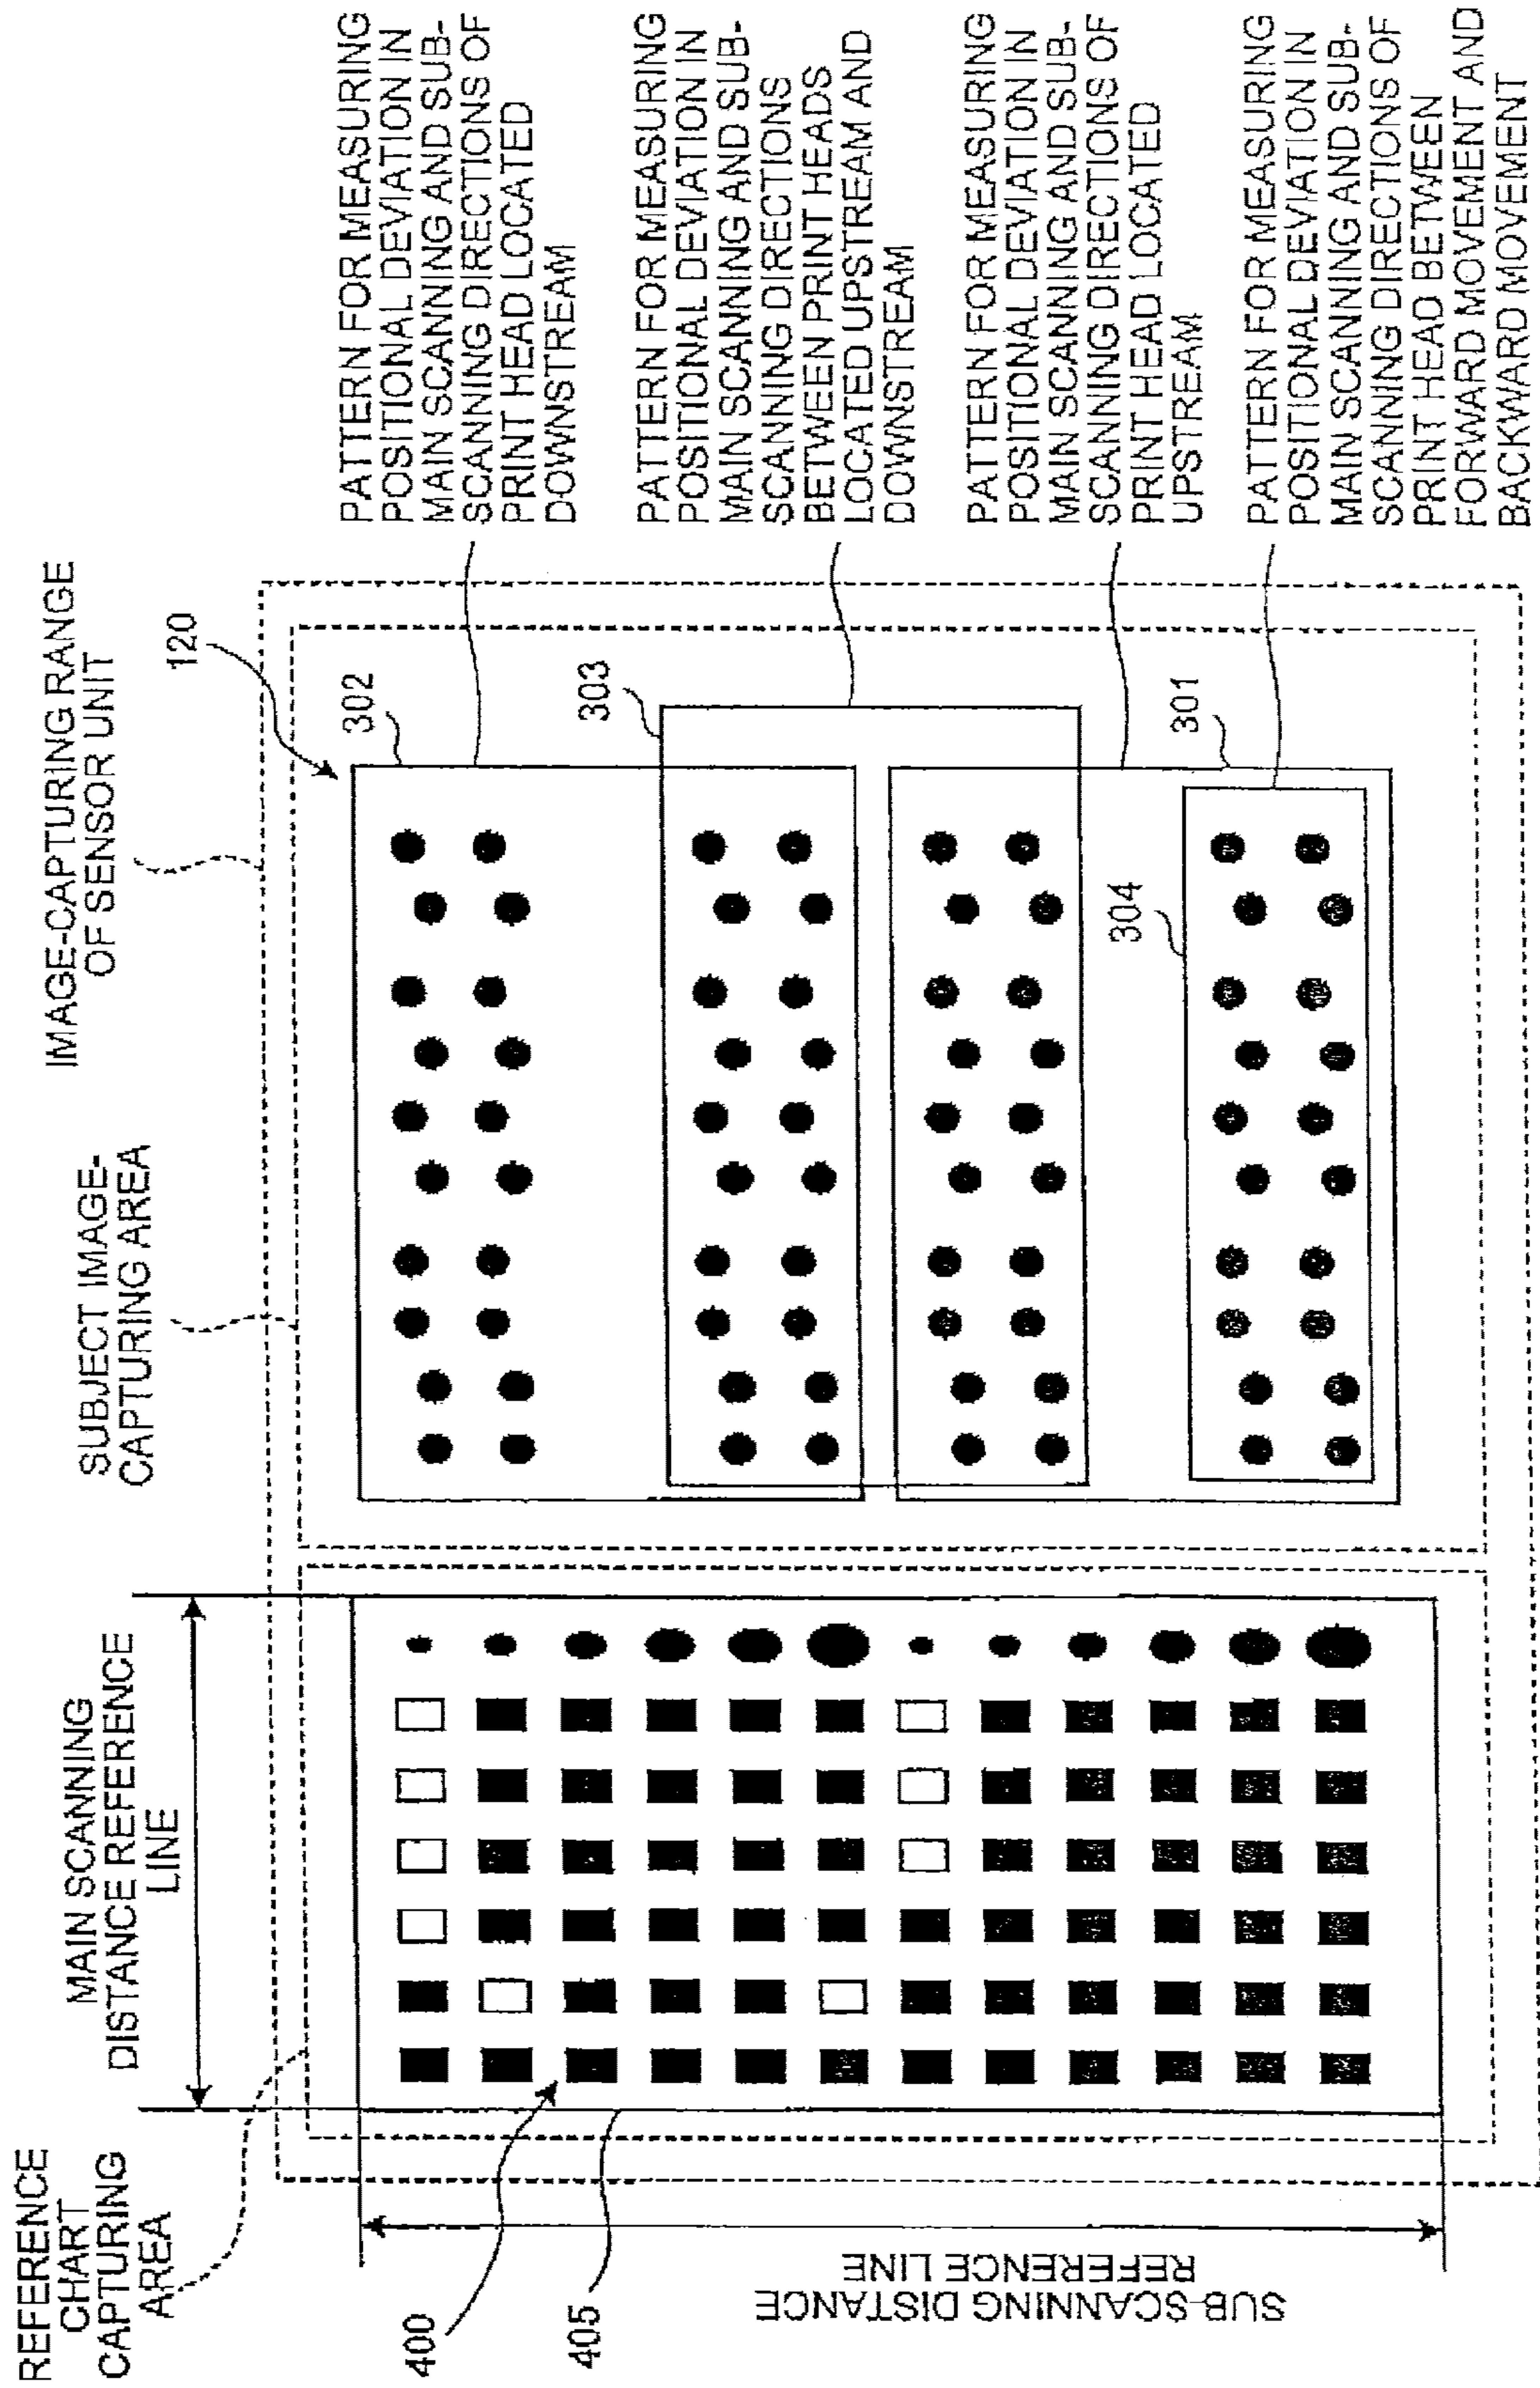 REFERENCE
CHART
CAPTURING
AREA
MAIN SCANNING
DISTANCE REFERENCE
LINE
SUBJECT IMAGE-
CAPTURING AREA
IMAGE-CAPTURING RANGE
OF SENSOR UNIT
120
302
303
304
301
400
405
SUB-SCANNING DISTANCE
REFERENCE LINE
PATTERN FOR MEASURING
POSITIONAL DEVIATION IN
MAIN SCANNING AND SUB-
SCANNING DIRECTIONS OF
PRINT HEAD LOCATED
DOWNSTREAM
PATTERN FOR MEASURING
POSITIONAL DEVIATION IN
MAIN SCANNING AND SUB-
SCANNING DIRECTIONS
BETWEEN PRINT HEADS
LOCATED UPSTREAM AND
DOWNSTREAM
PATTERN FOR MEASURING
POSITIONAL DEVIATION IN
MAIN SCANNING AND SUB-
SCANNING DIRECTIONS OF
PRINT HEAD LOCATED
UPSTREAM
PATTERN FOR MEASURING
POSITIONAL DEVIATION IN
MAIN SCANNING AND SUB-
SCANNING DIRECTIONS OF
PRINT HEAD BETWEEN
FORWARD MOVEMENT AND
BACKWARD MOVEMENT